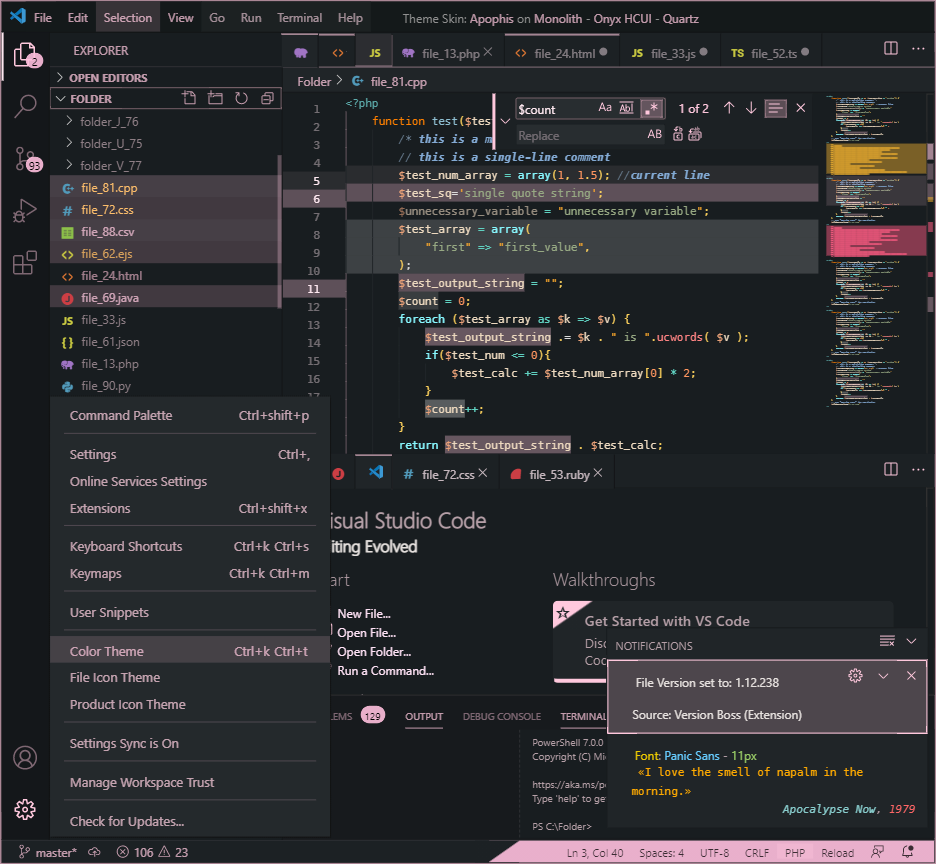 File Edit Selection View Go Run Terminal Help Theme Skin: Apophis on Monolith - Onyx HCUI - Quartz
2
93
EXPLORER
OPEN EDITORS
FOLDER
folder_J_76
folder_U_75
folder_V_77
file_81.cpp
file_72.css
file_88.csv
file_62.ejs
file_24.html
file_69.java
file_33.js
file_61.json
file_13.php
file_90.py
JS file_13.php file_24.html JS file_33.js TS file_52.ts
Folder > file_81.cpp
$count Aa Abl .* 1 of 2
Replace AB
1 <?php
2 function test($tes
3 /* this is a m
4 // this is a single-line comment
5 $test_num_array = array(1, 1.5); //current line
6 $test_sq='single quote string';
7 $unnecessary_variable = "unnecessary variable";
8 $test_array = array(
9 "first" => "first_value",
10 );
11 $test_output_string = "";
12 $count = 0;
13 foreach ($test_array as $k => $v) {
14 $test_output_string .= $k . " is ".ucwords( $v );
15 if($test_num <= 0){
16 $test_calc += $test_num_array[0] * 2;
17 }
$count++;
}
return $test_output_string . $test_calc;
Command Palette Ctrl+shift+p
Settings Ctrl+,
Online Services Settings
Extensions Ctrl+shift+x
Keyboard Shortcuts Ctrl+k Ctrl+s
Keymaps Ctrl+k Ctrl+m
User Snippets
Color Theme Ctrl+k Ctrl+t
File Icon Theme
Product Icon Theme
Settings Sync is On
Manage Workspace Trust
Check for Updates...
# file_72.css file_53.ruby
isual Studio Code
iting Evolved
art
New File...
Open File...
Open Folder...
Run a Command...
Walkthroughs
Get Started with VS Code
Disc
Coc
NOTIFICATIONS
File Version set to: 1.12.238
Source: Version Boss (Extension)
Font: Panic Sans - 11px
«I love the smell of napalm in the
morning.»
Apocalypse Now, 1979
LEMS 129 OUTPUT DEBUG CONSOLE TERMINAL
PowerShell 7.0.0
Copyright (C) Mi
https://aka.ms/p
Type 'help' to ge
PS C:\Folder>
master* 106 23 Ln 3, Col 40 Spaces: 4 UTF-8 CRLF PHP Reload